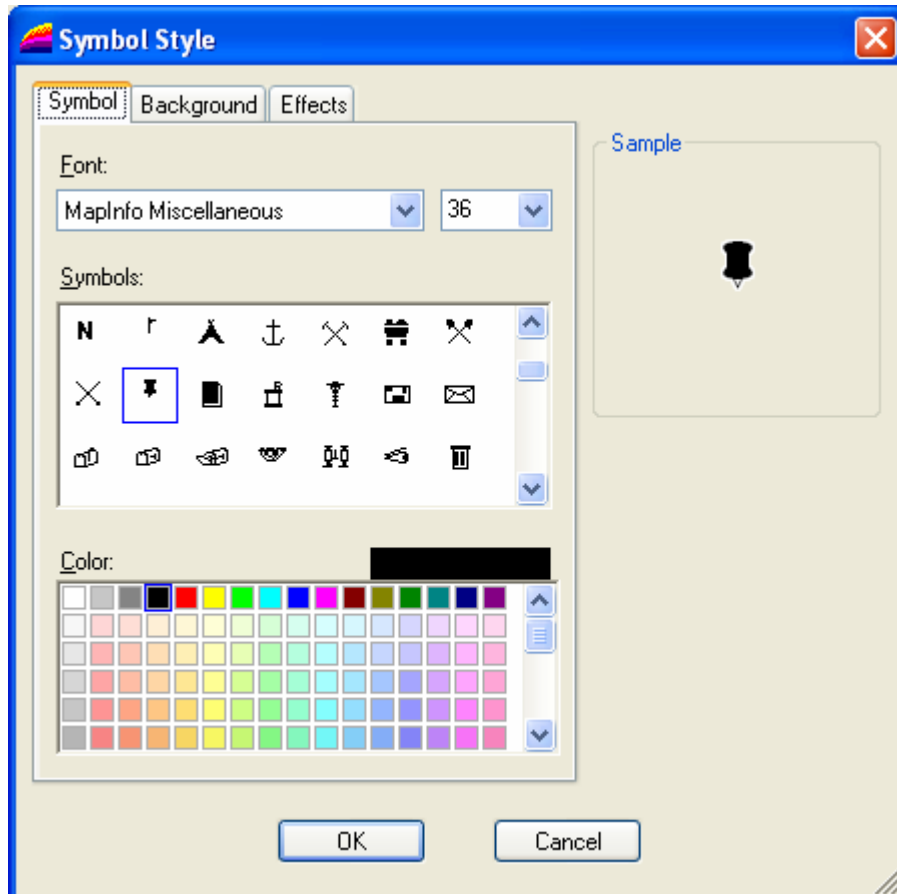 Symbol Style
Symbol Background Effects
Sample
Font:
MapInfo Miscellaneous 36
Symbols:
N
Color:
OK Cancel